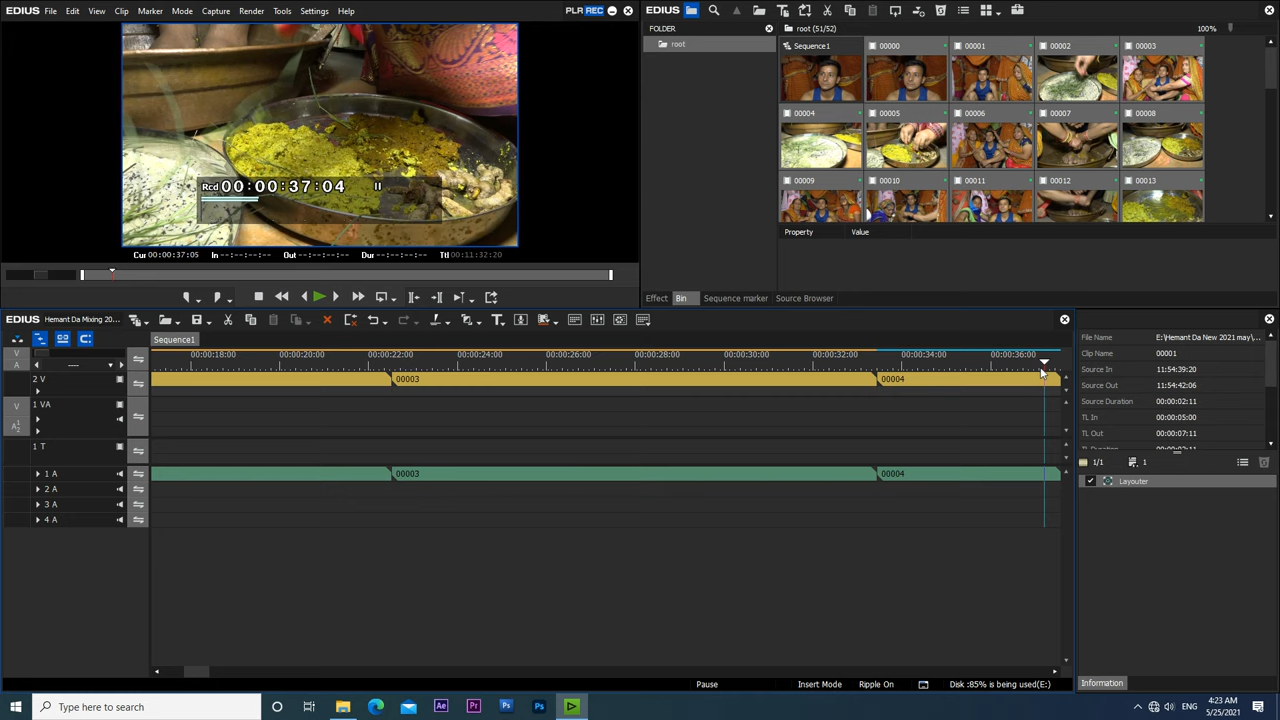 EDIUS File Edit View Clip Marker Mode Capture Render Tools Settings Help PLR REC
Rcd 00:00:37:04
Cur 00:00:37:05 In --:--:--:-- Out --:--:--:-- Dur --:--:--:-- Ttl 00:11:32:20
EDIUS
FOLDER
root
root (51/52) 100%
Sequence1 00000 00001 00002 00003
00004 00005 00006 00007 00008
00009 00010 00011 00012 00013
Property Value
Effect Bin Sequence marker Source Browser
EDIUS Hemant Da Mixing 20...
Sequence1
00:00:18:00 00:00:20:00 00:00:22:00 00:00:24:00 00:00:26:00 00:00:28:00 00:00:30:00 00:00:32:00 00:00:34:00 00:00:36:00
V
A
----
2 V 00003 00004
V
A1
1 VA
1 T
1 A 00003 00004
2 A
3 A
4 A
File Name E:\Hemant Da New 2021 may\...
Clip Name 00001
Source In 11:54:39:20
Source Out 11:54:42:06
Source Duration 00:00:02:11
TL In 00:00:05:00
TL Out 00:00:07:11
1/1 1
Layouter
Information
Pause Insert Mode Ripple On Disk :85% is being used(E:)
Type here to search
Ae Pr Ps Ps
ENG
4:23 AM
5/25/2021